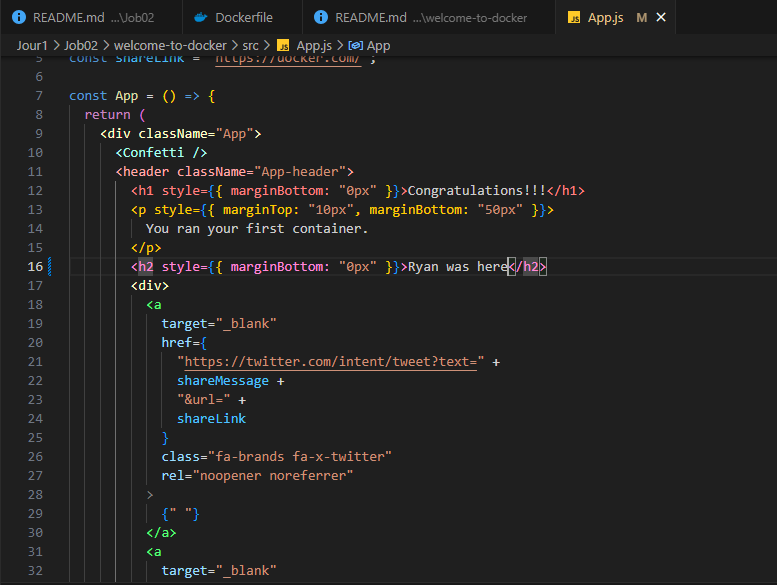 README.md ...\Job02 Dockerfile README.md ...\welcome-to-docker App.js M
Jour1 > Job02 > welcome-to-docker > src > JS App.js > App
5 const shareLink = "https://docker.com/";
6
7 const App = () => {
8 return (
9 <div className="App">
10 <Confetti />
11 <header className="App-header">
12 <h1 style={{ marginBottom: "0px" }}>Congratulations!!!</h1>
13 <p style={{ marginTop: "10px", marginBottom: "50px" }}>
14 You ran your first container.
15 </p>
16 <h2 style={{ marginBottom: "0px" }}>Ryan was here</h2>
17 <div>
18 <a
19 target="_blank"
20 href={
21 "https://twitter.com/intent/tweet?text=" +
22 shareMessage +
23 "&url=" +
24 shareLink
25 }
26 class="fa-brands fa-x-twitter"
27 rel="noopener noreferrer"
28 >
29 {" "}
30 </a>
31 <a
32 target="_blank"